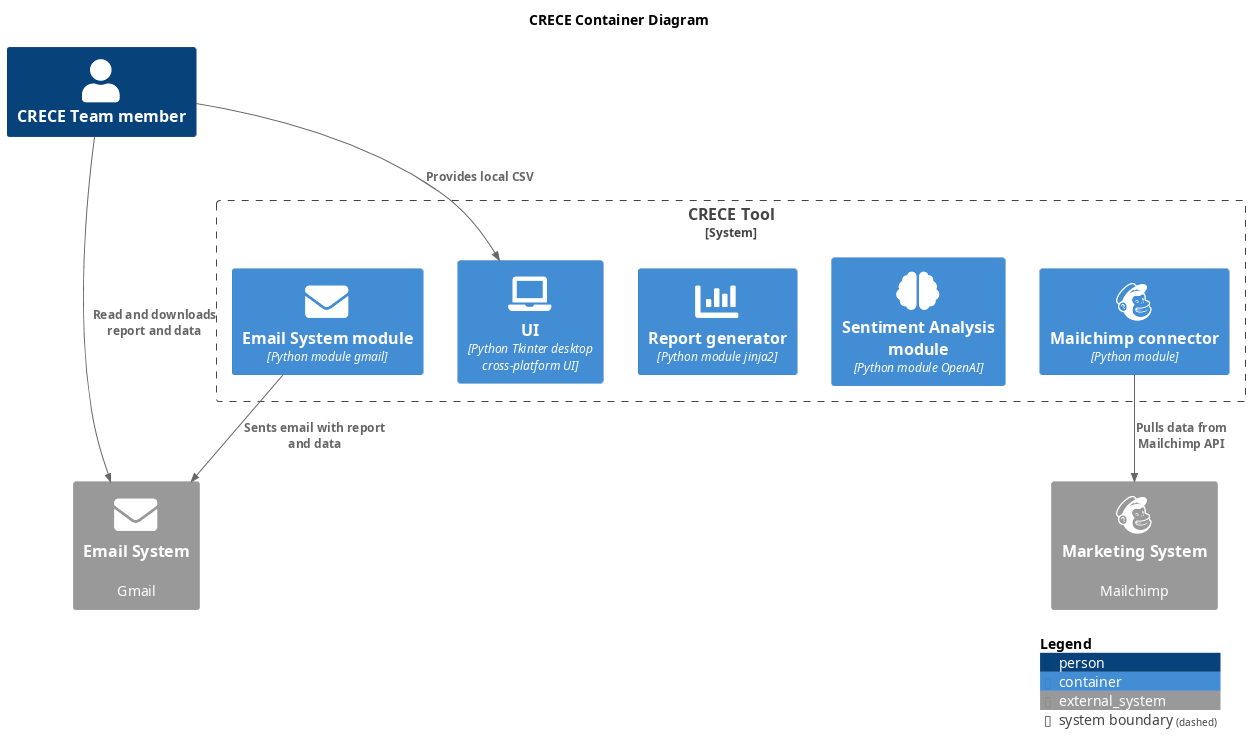 CRECE Container Diagram
CRECE Team member
Provides local CSV
CRECE Tool
[System]
Email System module
[Python module gmail]
UI
[Python Tkinter desktop
cross-platform UI]
Report generator
[Python module jinja2]
Sentiment Analysis
module
[Python module OpenAI]
Mailchimp connector
[Python module]
Read and downloads
report and data
Sents email with report
and data
Pulls data from
Mailchimp API
Email System
Gmail
Marketing System
Mailchimp
Legend
person
container
external_system
system boundary (dashed)